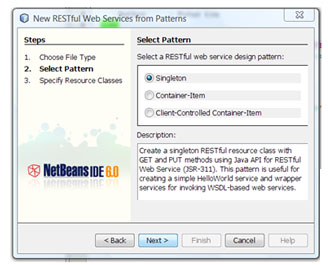 New RESTful Web Services from Patterns
Steps
1. Choose File Type
2. Select Pattern
3. Specify Resource Classes
NetBeans IDE 6.0
Select Pattern
Select a RESTful web service design pattern:
Singleton
Container-Item
Client-Controlled Container-Item
Description:
Create a singleton RESTful resource class with
GET and PUT methods using Java API for RESTful
Web Service (JSR-311). This pattern is useful for
creating a simple HelloWorld service and wrapper
services for invoking WSDL-based web services.
< Back Next > Finish Cancel Help